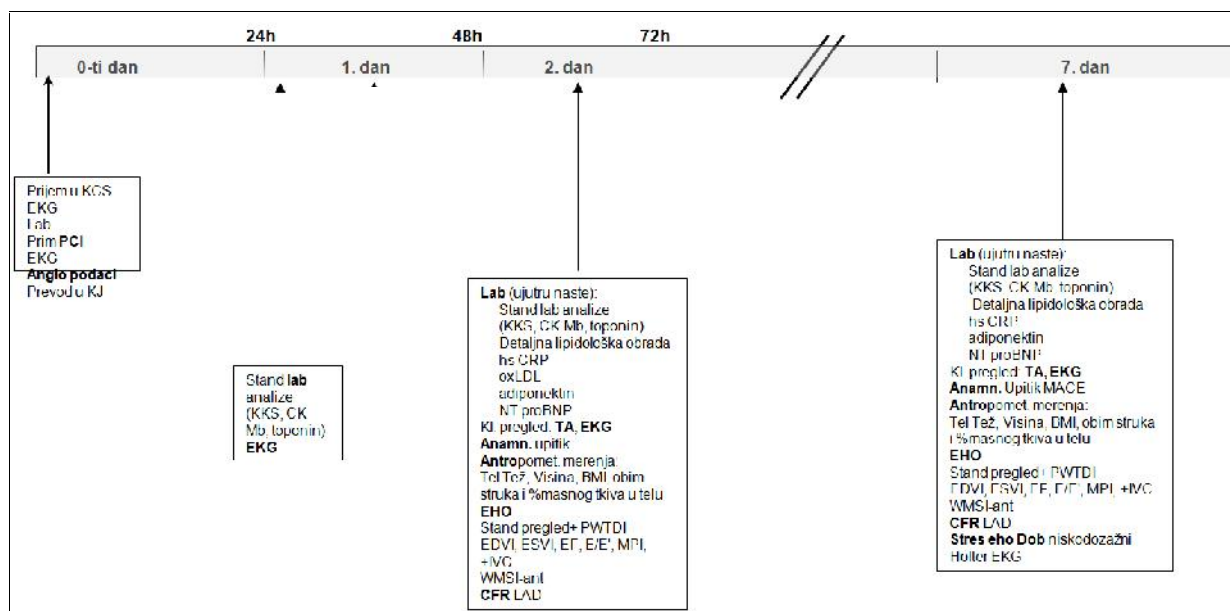 24h 48h 72h
0-ti dan 1. dan 2. dan 7. dan
Prijem u KCS
EKG
Lab
Prim PCI
EKG
Angio podaci
Prevod u KJ
Stand lab
analize
(KKS, CK
Mb, toponin)
EKG
Lab (ujutru naste):
Stand lab analize
(KKS, CK Mb, toponin)
Detaljna lipidološka obrada
hs CRP
oxLDL
adiponektin
NT proBNP
Kl. pregled: TA, EKG
Anamn. upitik
Antropomet. merenja:
Tel Tež, Visina, BMI, obim
struka i %masnog tkiva u telu
EHO
Stand pregled+ PWTDI
EDVI, ESVI, EF, E/E', MPI,
+IVC
WMSI-ant
CFR LAD
Lab (ujutru naste):
Stand lab analize
(KKS, CK Mb, toponin)
Detaljna lipidološka obrada
hs CRP
adiponektin
NT proBNP
Kl. pregled: TA, EKG
Anamn. Upitik MACE
Antropomet. merenja:
Tel Tež, Visina, BMI, obim struka
i %masnog tkiva u telu
EHO
Stand pregled+ PWTDI
EDVI, ESVI, EF, E/E', MPI, +IVC
WMSI-ant
CFR LAD
Stres eho Dob niskodozažni
Holter EKG